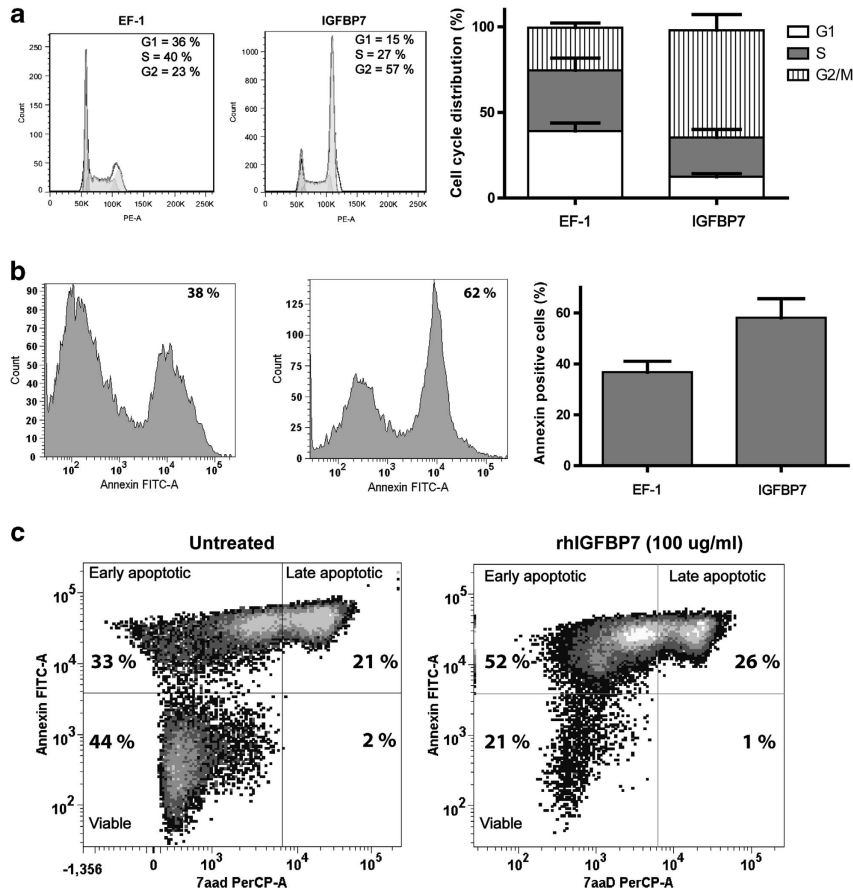 a
EF-1
G1 = 36 %
S = 40 %
G2 = 23 %
Count
250
200
150
100
50
0
0 50K 100K 150K 200K 250K
PE-A
IGFBP7
G1 = 15 %
S = 27 %
G2 = 57 %
Count
1000
750
500
250
0
0 50K 100K 150K 200K 250K
PE-A
Cell cycle distribution (%)
100
50
0
EF-1 IGFBP7
G1
S
G2/M
b
38 %
Count
90
80
70
60
50
40
30
20
10
0
10² 10³ 10⁴ 10⁵
Annexin FITC-A
62 %
Count
125
100
75
50
25
0
10² 10³ 10⁴ 10⁵
Annexin FITC-A
Annexin positive cells (%)
60
40
20
0
EF-1 IGFBP7
c
Untreated
Early apoptotic Late apoptotic
33 % 21 %
44 % 2 %
Viable
Annexin FITC-A
10⁵
10⁴
10³
10²
-1,356 0 10³ 10⁴ 10⁵
7aad PerCP-A
rhIGFBP7 (100 ug/ml)
Early apoptotic Late apoptotic
52 % 26 %
21 % 1 %
Viable
Annexin FITC-A
10⁵
10⁴
10³
10²
10² 10³ 10⁴ 10⁵
7aaD PerCP-A